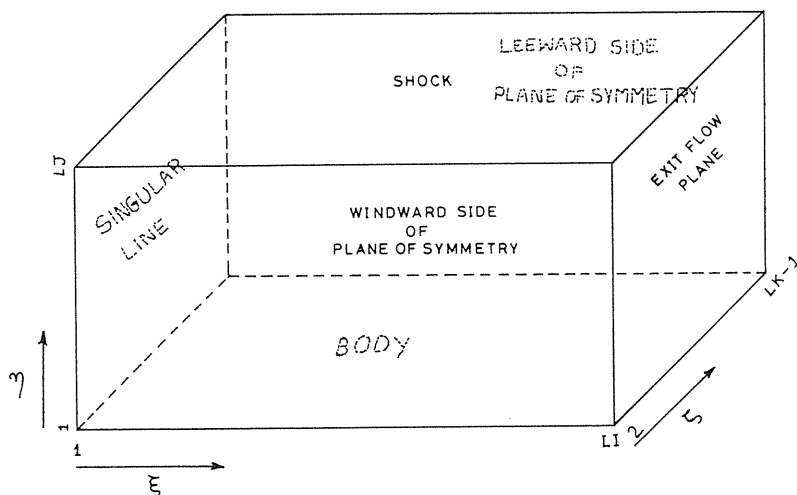 LEEWARD SIDE
OF
PLANE OF SYMMETRY
SHOCK
EXIT FLOW
PLANE
LJ
SINGULAR
LINE
WINDWARD SIDE
OF
PLANE OF SYMMETRY
LK-1
BODY
η
1
1
ξ
LI
2
ζ